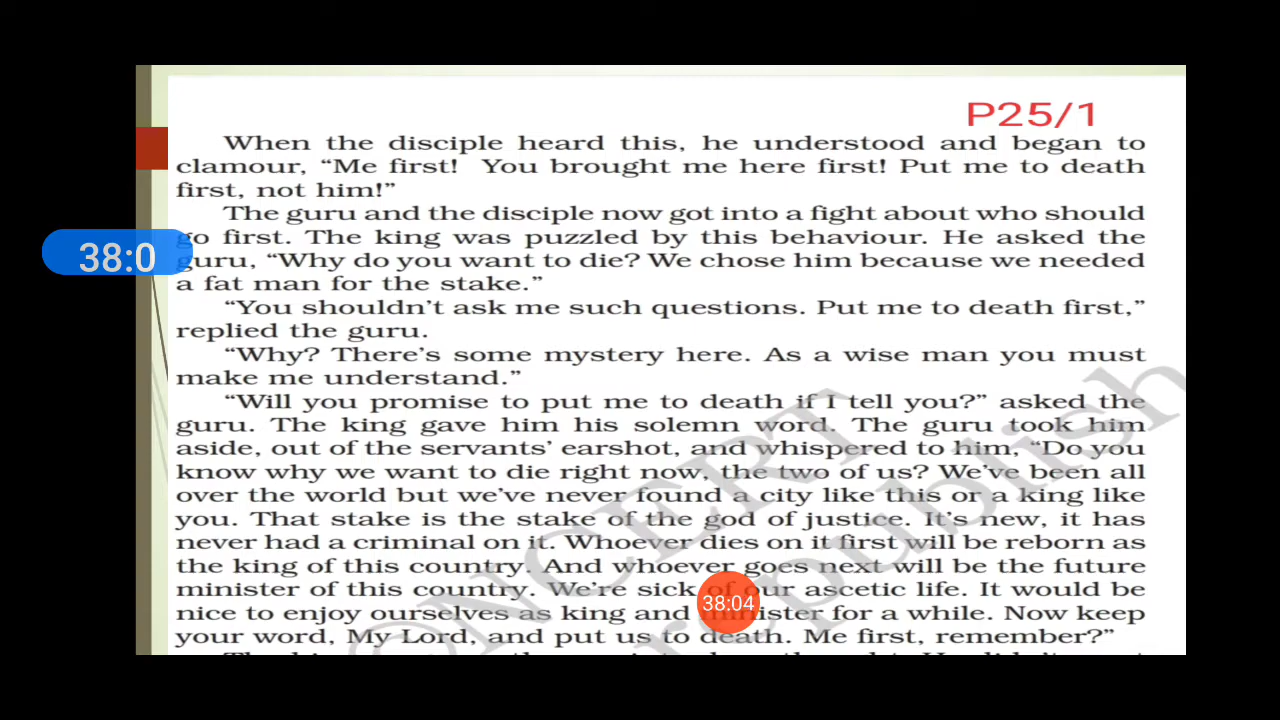 P25/1
When the disciple heard this, he understood and began to
clamour, “Me first! You brought me here first! Put me to death
first, not him!”
The guru and the disciple now got into a fight about who should
go first. The king was puzzled by this behaviour. He asked the
38:0
guru, “Why do you want to die? We chose him because we needed
a fat man for the stake.”
“You shouldn’t ask me such questions. Put me to death first,”
replied the guru.
“Why? There’s some mystery here. As a wise man you must
make me understand.”
“Will you promise to put me to death if I tell you?” asked the
guru. The king gave him his solemn word. The guru took him
aside, out of the servants’ earshot, and whispered to him, “Do you
know why we want to die right now, the two of us? We’ve been all
over the world but we’ve never found a city like this or a king like
you. That stake is the stake of the god of justice. It’s new, it has
never had a criminal on it. Whoever dies on it first will be reborn as
the king of this country. And whoever goes next will be the future
minister of this country. We’re sick of our ascetic life. It would be
38:04
nice to enjoy ourselves as king and minister for a while. Now keep
your word, My Lord, and put us to death. Me first, remember?”
NCERT
republish